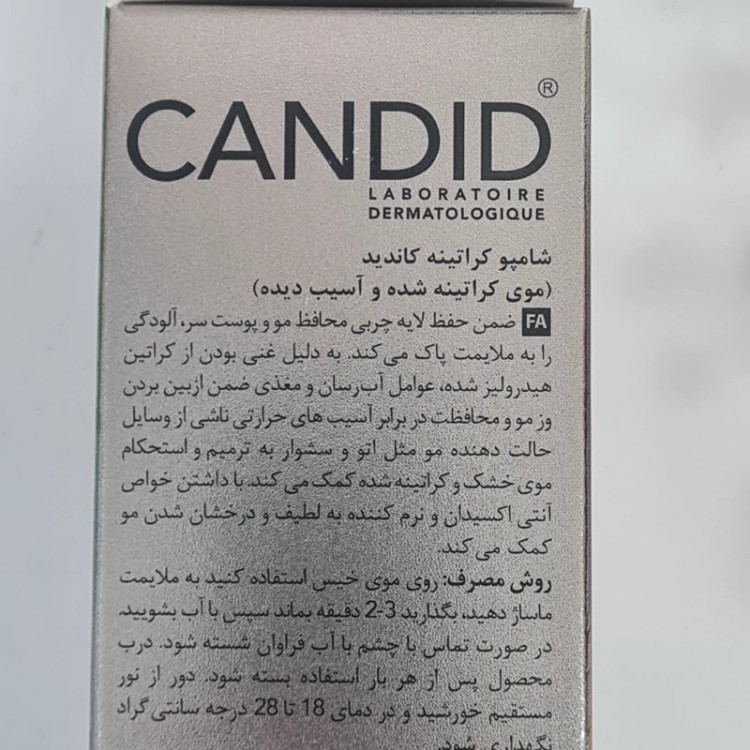 CANDID®
LABORATOIRE
DERMATOLOGIQUE
شامپو کراتینه کاندید
(موی کراتینه شده و آسیب دیده)
FA ضمن حفظ لایه چربی محافظ مو و پوست سر، آلودگی
را به ملایمت پاک می‌کند. به دلیل غنی بودن از کراتین
هیدرولیز شده، عوامل آب‌رسان و مغذی ضمن ازبین بردن
وز مو و محافظت در برابر آسیب های حرارتی ناشی از وسایل
حالت دهنده مو مثل اتو و سشوار به ترمیم و استحکام
موی خشک و کراتینه شده کمک می کند. با داشتن خواص
آنتی اکسیدان و نرم کننده به لطیف و درخشان شدن مو
کمک می کند.
روش مصرف: روی موی خیس استفاده کنید به ملایمت
ماساژ دهید، بگذارید 3-2 دقیقه بماند سپس با آب بشویید.
در صورت تماس با چشم با آب فراوان شسته شود. درب
محصول پس از هر بار استفاده بسته شود. دور از نور
مستقیم خورشید و در دمای 18 تا 28 درجه سانتی گراد
نگهداری شود.